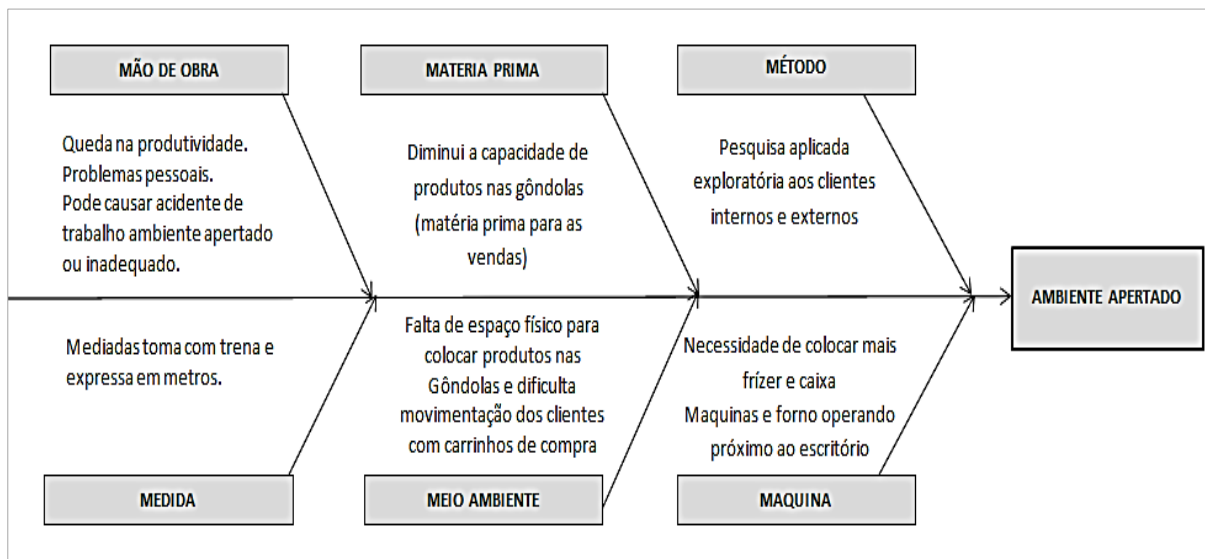 MÃO DE OBRA
MATERIA PRIMA
MÉTODO
Queda na produtividade.
Problemas pessoais.
Pode causar acidente de
trabalho ambiente apertado
ou inadequado.
Diminui a capacidade de
produtos nas gôndolas
(matéria prima para as
vendas)
Pesquisa aplicada
exploratória aos clientes
internos e externos
AMBIENTE APERTADO
Mediadas toma com trena e
expressa em metros.
Falta de espaço físico para
colocar produtos nas
Gôndolas e dificulta
movimentação dos clientes
com carrinhos de compra
Necessidade de colocar mais
frízer e caixa
Maquinas e forno operando
próximo ao escritório
MEDIDA
MEIO AMBIENTE
MAQUINA